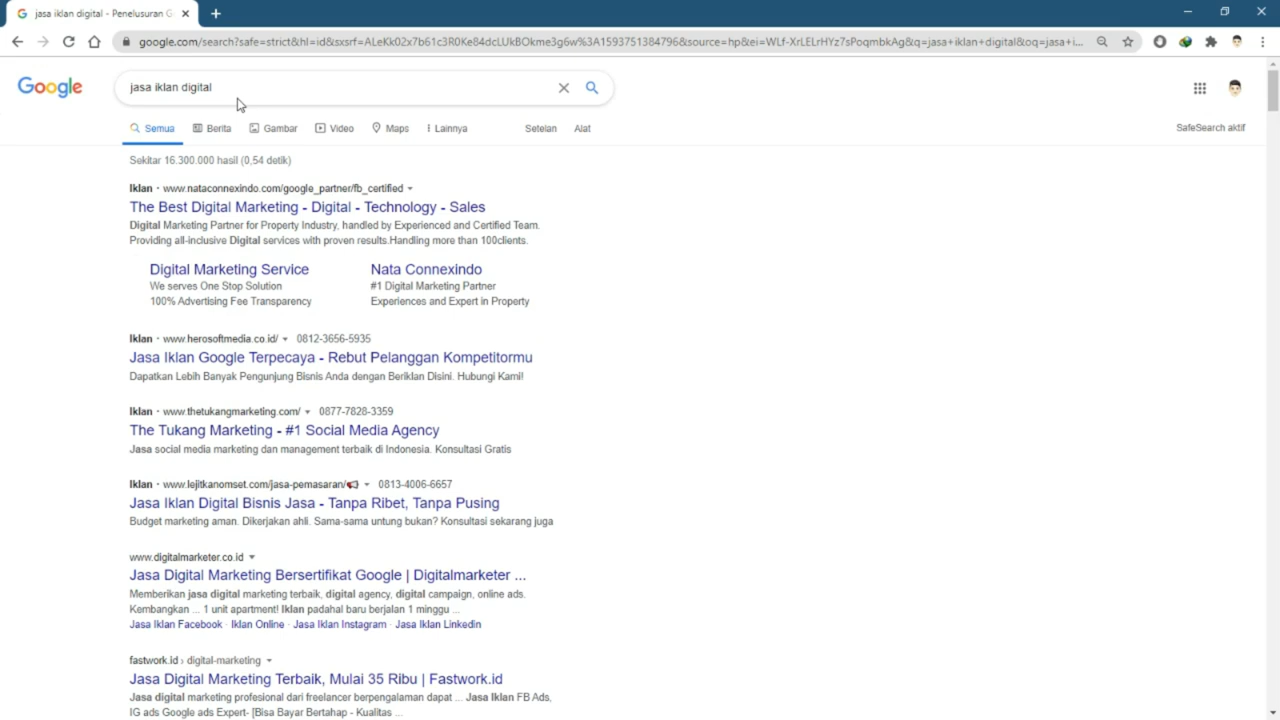 jasa iklan digital - Penelusuran G
google.com/search?safe=strict&hl=id&sxsrf=ALeKk02x7b61c3R0Ke84dcLUkBOkme3g6w%3A1593751384796&source=hp&ei=WLf-XrLELrHYz7sPoqmbkAg&q=jasa+iklan+digital&oq=jasa+i...
Google
jasa iklan digital
Semua Berita Gambar Video Maps Lainnya Setelan Alat SafeSearch aktif
Sekitar 16.300.000 hasil (0,54 detik)
Iklan · www.nataconnexindo.com/google_partner/fb_certified
The Best Digital Marketing - Digital - Technology - Sales
Digital Marketing Partner for Property Industry, handled by Experienced and Certified Team.
Providing all-inclusive Digital services with proven results.Handling more than 100clients.
Digital Marketing Service Nata Connexindo
We serves One Stop Solution #1 Digital Marketing Partner
100% Advertising Fee Transparency Experiences and Expert in Property
Iklan · www.herosoftmedia.co.id/ 0812-3656-5935
Jasa Iklan Google Terpecaya - Rebut Pelanggan Kompetitormu
Dapatkan Lebih Banyak Pengunjung Bisnis Anda dengan Beriklan Disini. Hubungi Kami!
Iklan · www.thetukangmarketing.com/ 0877-7828-3359
The Tukang Marketing - #1 Social Media Agency
Jasa social media marketing dan management terbaik di Indonesia. Konsultasi Gratis
Iklan · www.lejitkanomset.com/jasa-pemasaran/ 0813-4006-6657
Jasa Iklan Digital Bisnis Jasa - Tanpa Ribet, Tanpa Pusing
Budget marketing aman. Dikerjakan ahli. Sama-sama untung bukan? Konsultasi sekarang juga
www.digitalmarketer.co.id
Jasa Digital Marketing Bersertifikat Google | Digitalmarketer ...
Memberikan jasa digital marketing terbaik, digital agency, digital campaign, online ads.
Kembangkan ... 1 unit apartment! Iklan padahal baru berjalan 1 minggu ...
Jasa Iklan Facebook · Iklan Online · Jasa Iklan Instagram · Jasa Iklan Linkedin
fastwork.id › digital-marketing
Jasa Digital Marketing Terbaik, Mulai 35 Ribu | Fastwork.id
Jasa digital marketing profesional dari freelancer berpengalaman dapat ... Jasa Iklan FB Ads,
IG ads Google ads Expert- [Bisa Bayar Bertahap - Kualitas ...